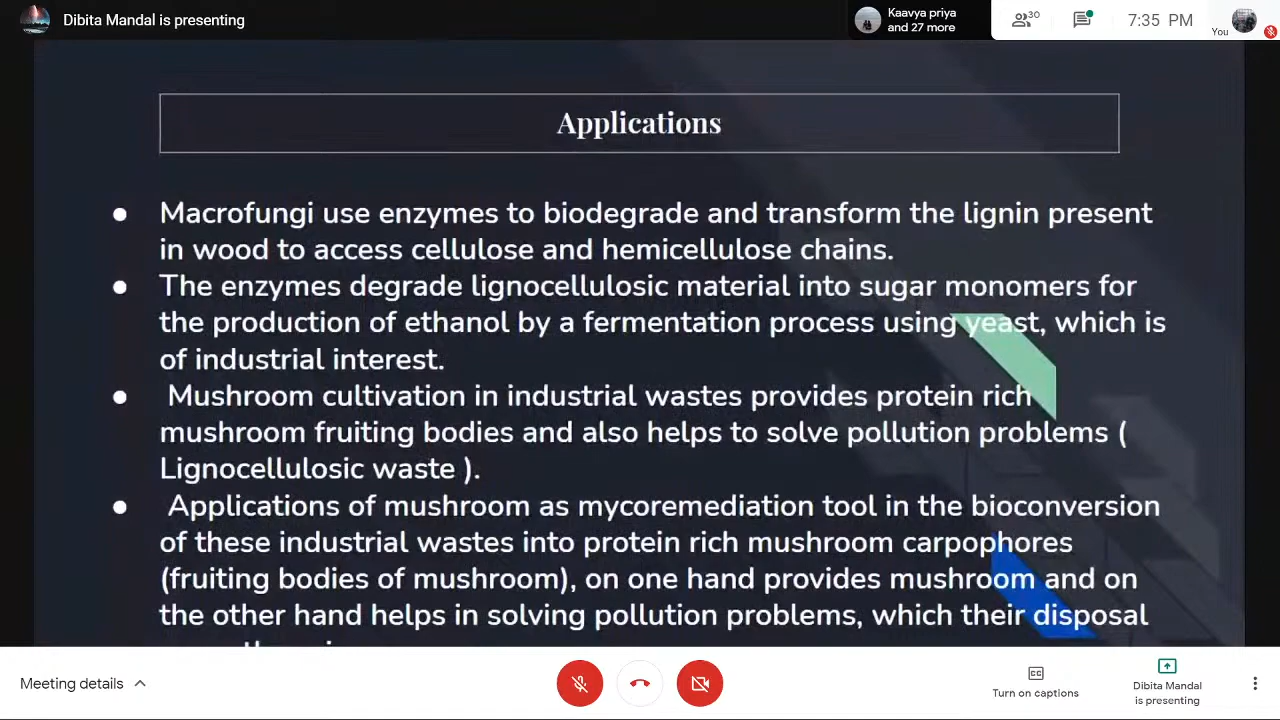 Dibita Mandal is presenting
Kaavya priya
and 27 more
30
7:35 PM
You
Applications
● Macrofungi use enzymes to biodegrade and transform the lignin present
in wood to access cellulose and hemicellulose chains.
● The enzymes degrade lignocellulosic material into sugar monomers for
the production of ethanol by a fermentation process using yeast, which is
of industrial interest.
● Mushroom cultivation in industrial wastes provides protein rich
mushroom fruiting bodies and also helps to solve pollution problems (
Lignocellulosic waste ).
● Applications of mushroom as mycoremediation tool in the bioconversion
of these industrial wastes into protein rich mushroom carpophores
(fruiting bodies of mushroom), on one hand provides mushroom and on
the other hand helps in solving pollution problems, which their disposal
Meeting details
CC
Turn on captions
Dibita Mandal
is presenting